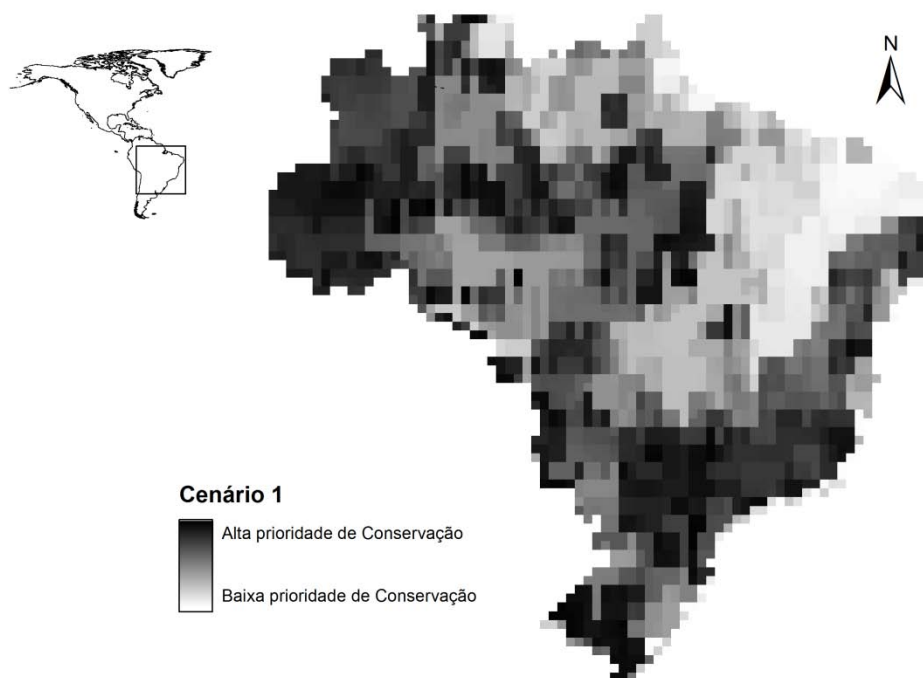 N
Cenário 1
Alta prioridade de Conservação
Baixa prioridade de Conservação